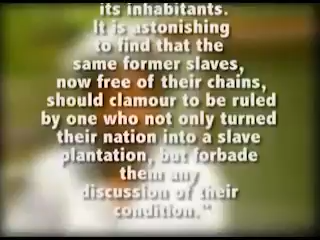 its inhabitants.
It is astonishing
to find that the
same former slaves,
now free of their chains,
should clamour to be ruled
by one who not only turned
their nation into a slave
plantation, but forbade
them any
discussion of their
condition."